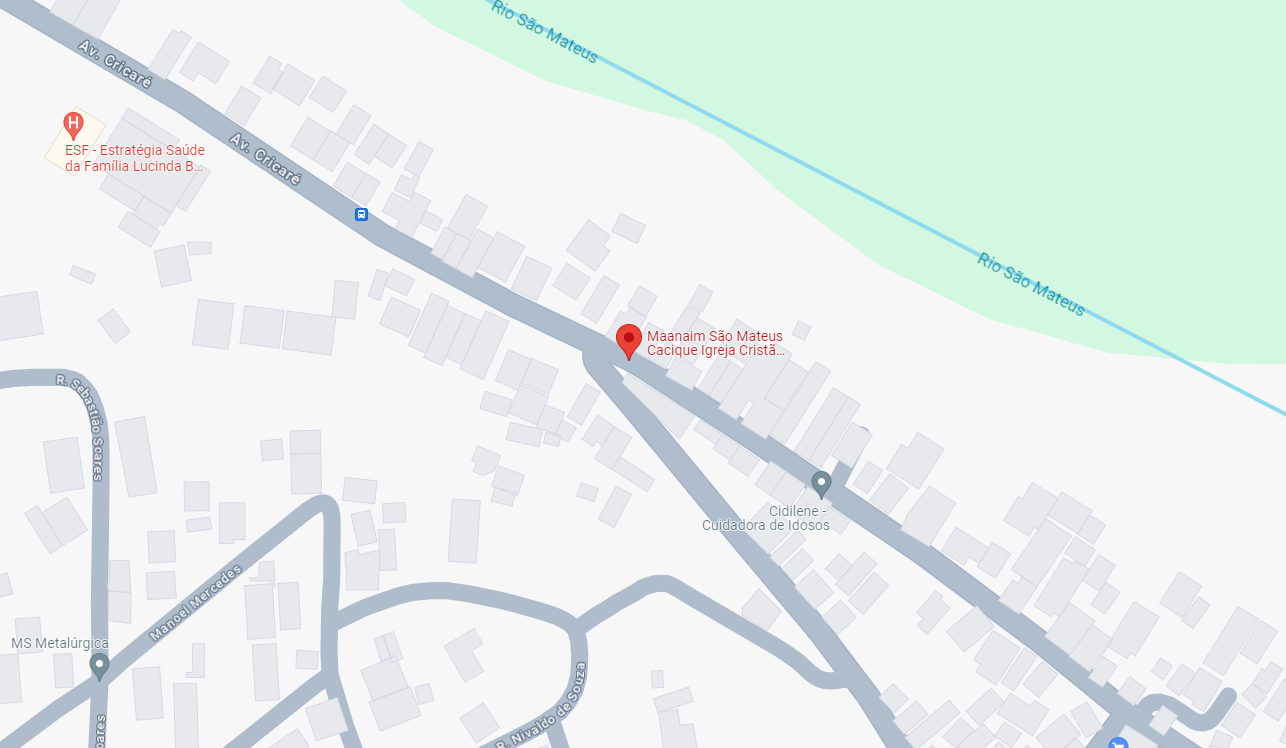 Rio São Mateus
Av. Cricaré
H
ESF - Estratégia Saúde
da Família Lucinda B...
Av. Cricaré
Rio São Mateus
Maanaim São Mateus
Cacique Igreja Cristã...
R. Sebastião Soares
Cidilene -
Cuidadora de Idosos
Manoel Mercedes
MS Metalúrgica
R. Nivaldo de Souza
oares